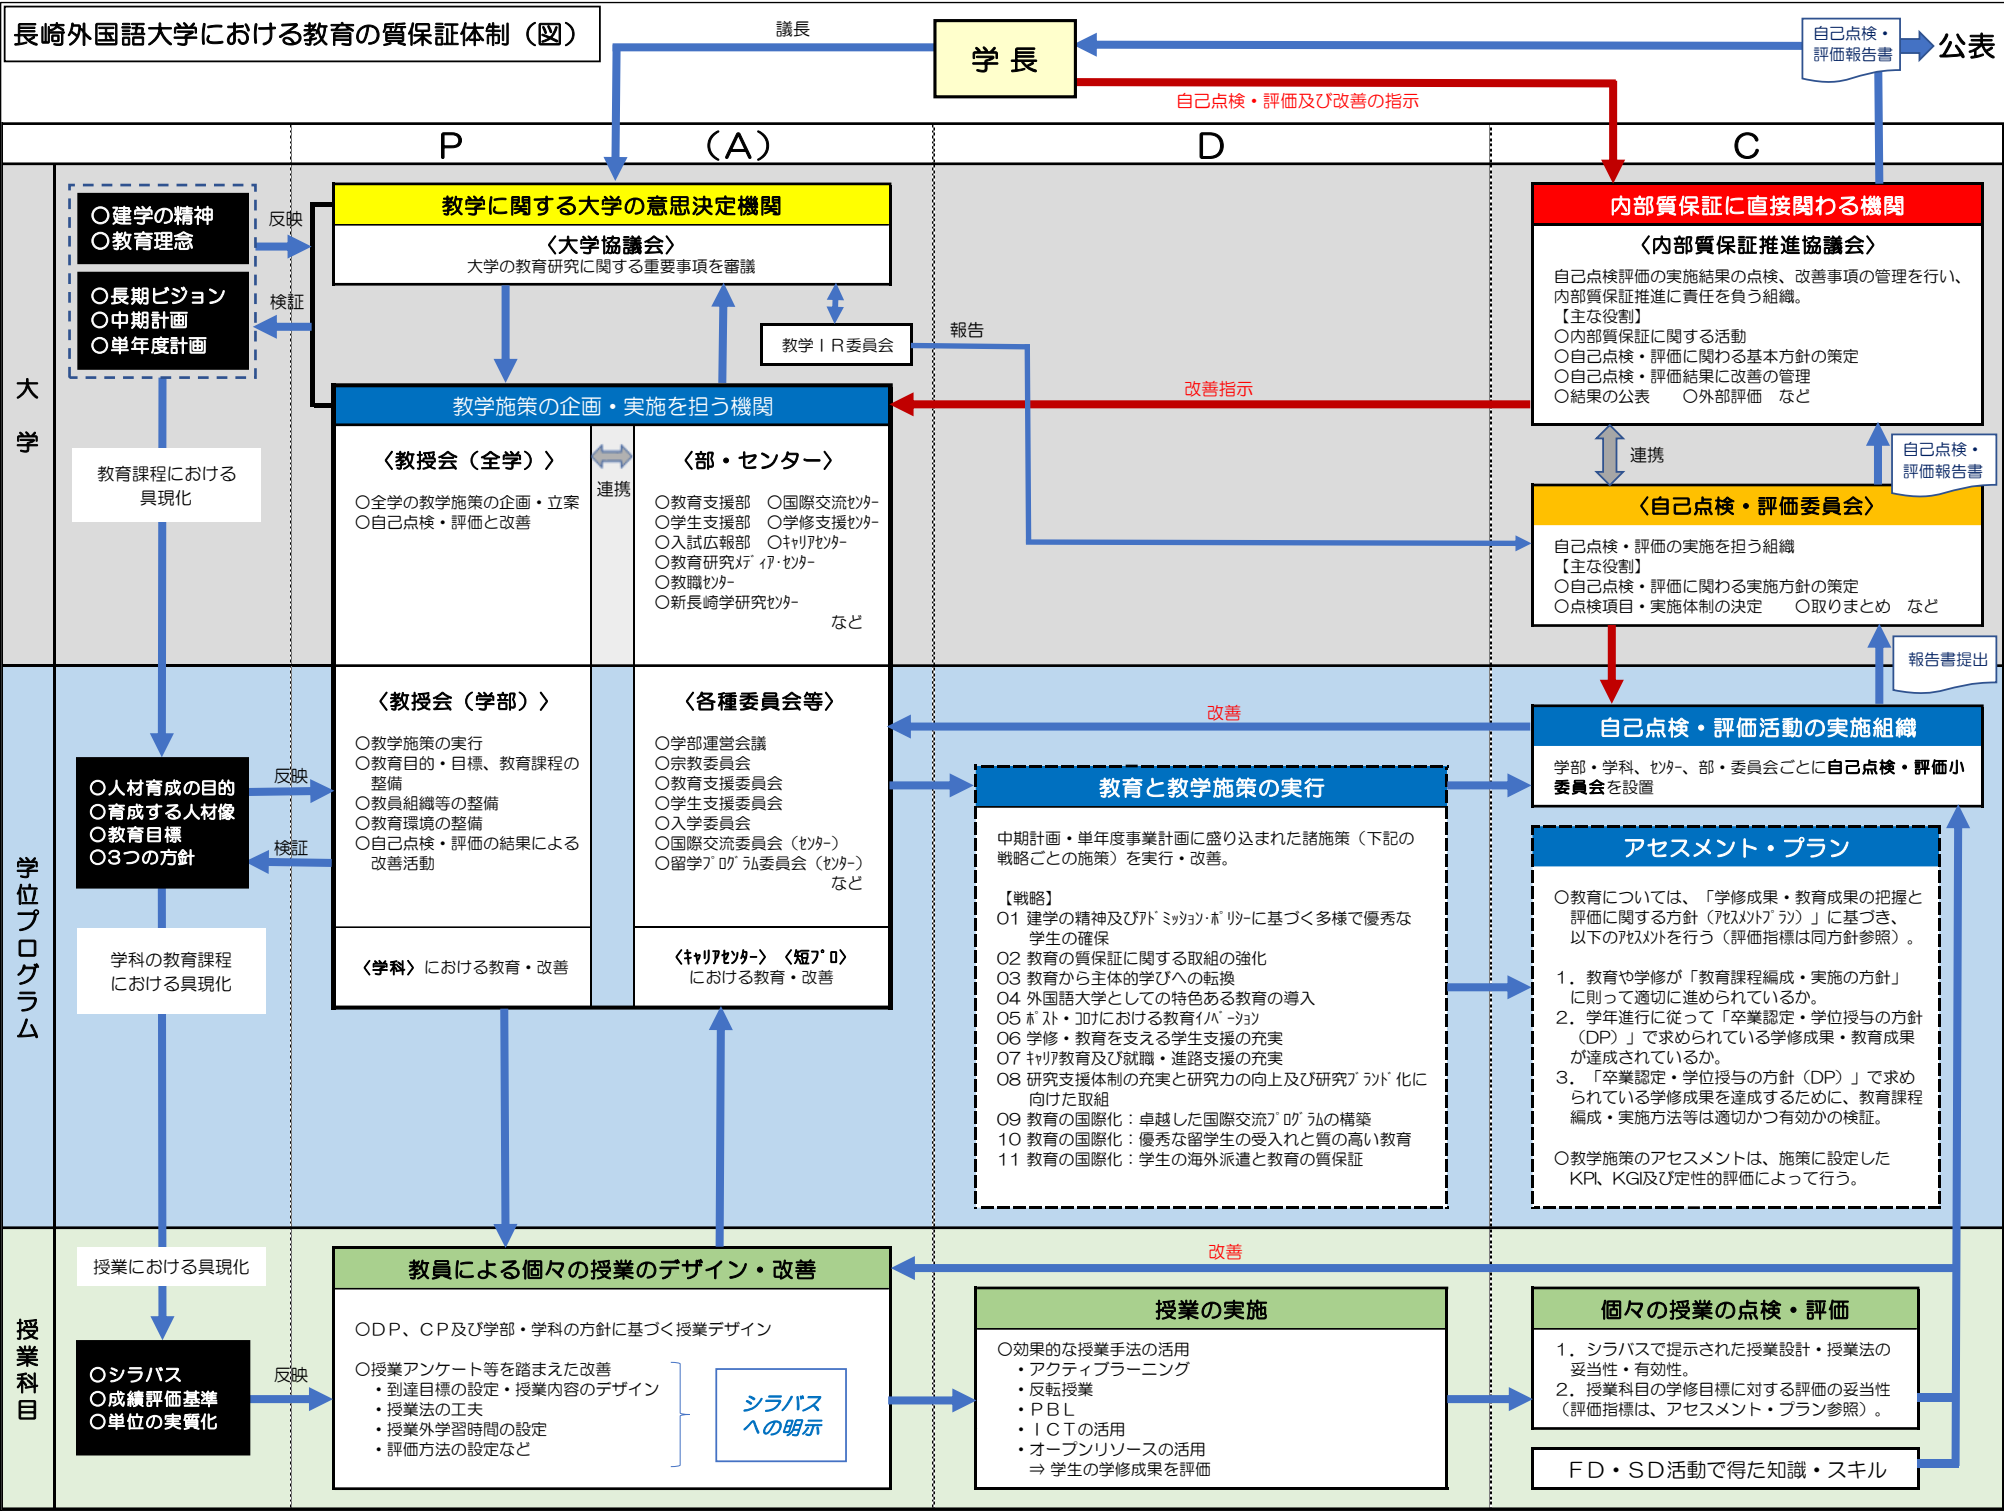 長崎外国語大学における教育の質保証体制（図）
議長
学 長
自己点検・
評価報告書
公表
自己点検・評価及び改善の指示
P
（A）
D
C
大学
〇建学の精神
〇教育理念
〇長期ビジョン
〇中期計画
〇単年度計画
反映
検証
教学に関する大学の意思決定機関
〈大学協議会〉
大学の教育研究に関する重要事項を審議
教学ＩＲ委員会
報告
内部質保証に直接関わる機関
〈内部質保証推進協議会〉
自己点検評価の実施結果の点検、改善事項の管理を行い、
内部質保証推進に責任を負う組織。
【主な役割】
〇内部質保証に関する活動
〇自己点検・評価に関わる基本方針の策定
〇自己点検・評価結果に改善の管理
〇結果の公表　　〇外部評価　など
改善指示
教学施策の企画・実施を担う機関
〈教授会（全学）〉
〇全学の教学施策の企画・立案
〇自己点検・評価と改善
連携
〈部・センター〉
〇教育支援部　〇国際交流ｾﾝﾀｰ
〇学生支援部　〇学修支援ｾﾝﾀｰ
〇入試広報部　〇ｷｬﾘｱｾﾝﾀｰ
〇教育研究ﾒﾃﾞｨｱ･ｾﾝﾀｰ
〇教職ｾﾝﾀｰ
〇新長崎学研究ｾﾝﾀｰ
など
連携
自己点検・
評価報告書
〈自己点検・評価委員会〉
自己点検・評価の実施を担う組織
【主な役割】
〇自己点検・評価に関わる実施方針の策定
〇点検項目・実施体制の決定　　〇取りまとめ　など
教育課程における
具現化
報告書提出
学位プログラム
〇人材育成の目的
〇育成する人材像
〇教育目標
〇3つの方針
反映
検証
〈教授会（学部）〉
〇教学施策の実行
〇教育目的・目標、教育課程の
整備
〇教員組織等の整備
〇教育環境の整備
〇自己点検・評価の結果による
改善活動
〈各種委員会等〉
〇学部運営会議
〇宗教委員会
〇教育支援委員会
〇学生支援委員会
〇入学委員会
〇国際交流委員会（ｾﾝﾀｰ）
〇留学ﾌﾟﾛｸﾞﾗﾑ委員会（ｾﾝﾀｰ）
など
〈学科〉における教育・改善
〈ｷｬﾘｱｾﾝﾀｰ〉〈短ﾌﾟﾛ〉
における教育・改善
改善
教育と教学施策の実行
中期計画・単年度事業計画に盛り込まれた諸施策（下記の
戦略ごとの施策）を実行・改善。
【戦略】
01 建学の精神及びｱﾄﾞﾐｯｼｮﾝ･ﾎﾟﾘｼｰに基づく多様で優秀な
学生の確保
02 教育の質保証に関する取組の強化
03 教育から主体的学びへの転換
04 外国語大学としての特色ある教育の導入
05 ﾎﾟｽﾄ・ｺﾛﾅにおける教育ｲﾉﾍﾞｰｼｮﾝ
06 学修・教育を支える学生支援の充実
07 ｷｬﾘｱ教育及び就職・進路支援の充実
08 研究支援体制の充実と研究力の向上及び研究ﾌﾞﾗﾝﾄﾞ化に
向けた取組
09 教育の国際化：卓越した国際交流ﾌﾟﾛｸﾞﾗﾑの構築
10 教育の国際化：優秀な留学生の受入れと質の高い教育
11 教育の国際化：学生の海外派遣と教育の質保証
自己点検・評価活動の実施組織
学部・学科、ｾﾝﾀｰ、部・委員会ごとに自己点検・評価小
委員会を設置
アセスメント・プラン
〇教育については、「学修成果・教育成果の把握と
評価に関する方針（ｱｾｽﾒﾝﾄﾌﾟﾗﾝ）」に基づき、
以下のｱｾｽﾒﾝﾄを行う（評価指標は同方針参照）。
１．教育や学修が「教育課程編成・実施の方針」
に則って適切に進められているか。
２．学年進行に従って「卒業認定・学位授与の方針
（DP）」で求められている学修成果・教育成果
が達成されているか。
３．「卒業認定・学位授与の方針（DP）」で求め
られている学修成果を達成するために、教育課程
編成・実施方法等は適切かつ有効かの検証。
〇教学施策のアセスメントは、施策に設定した
KPI、KGI及び定性的評価によって行う。
学科の教育課程
における具現化
授業科目
授業における具現化
〇シラバス
〇成績評価基準
〇単位の実質化
反映
教員による個々の授業のデザイン・改善
〇ＤＰ、ＣＰ及び学部・学科の方針に基づく授業デザイン
〇授業アンケート等を踏まえた改善
・到達目標の設定・授業内容のデザイン
・授業法の工夫
・授業外学習時間の設定
・評価方法の設定など
シラバス
への明示
改善
授業の実施
〇効果的な授業手法の活用
・アクティブラーニング
・反転授業
・ＰＢＬ
・ＩＣＴの活用
・オープンリソースの活用
⇒ 学生の学修成果を評価
個々の授業の点検・評価
１．シラバスで提示された授業設計・授業法の
妥当性・有効性。
２．授業科目の学修目標に対する評価の妥当性
（評価指標は、アセスメント・プラン参照）。
ＦＤ・ＳＤ活動で得た知識・スキル